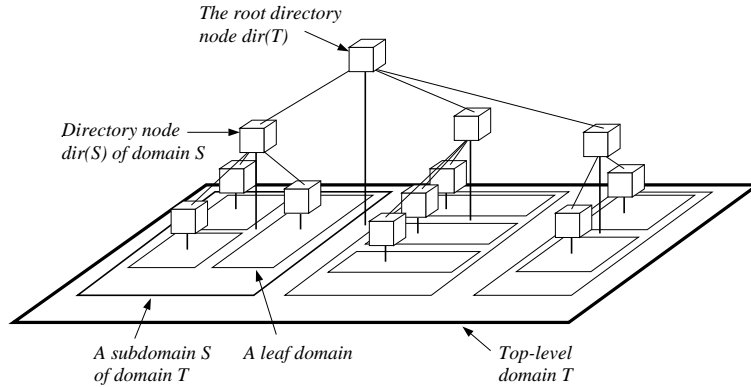 The root directory
node dir(T)
Directory node
dir(S) of domain S
A subdomain S
of domain T
A leaf domain
Top-level
domain T